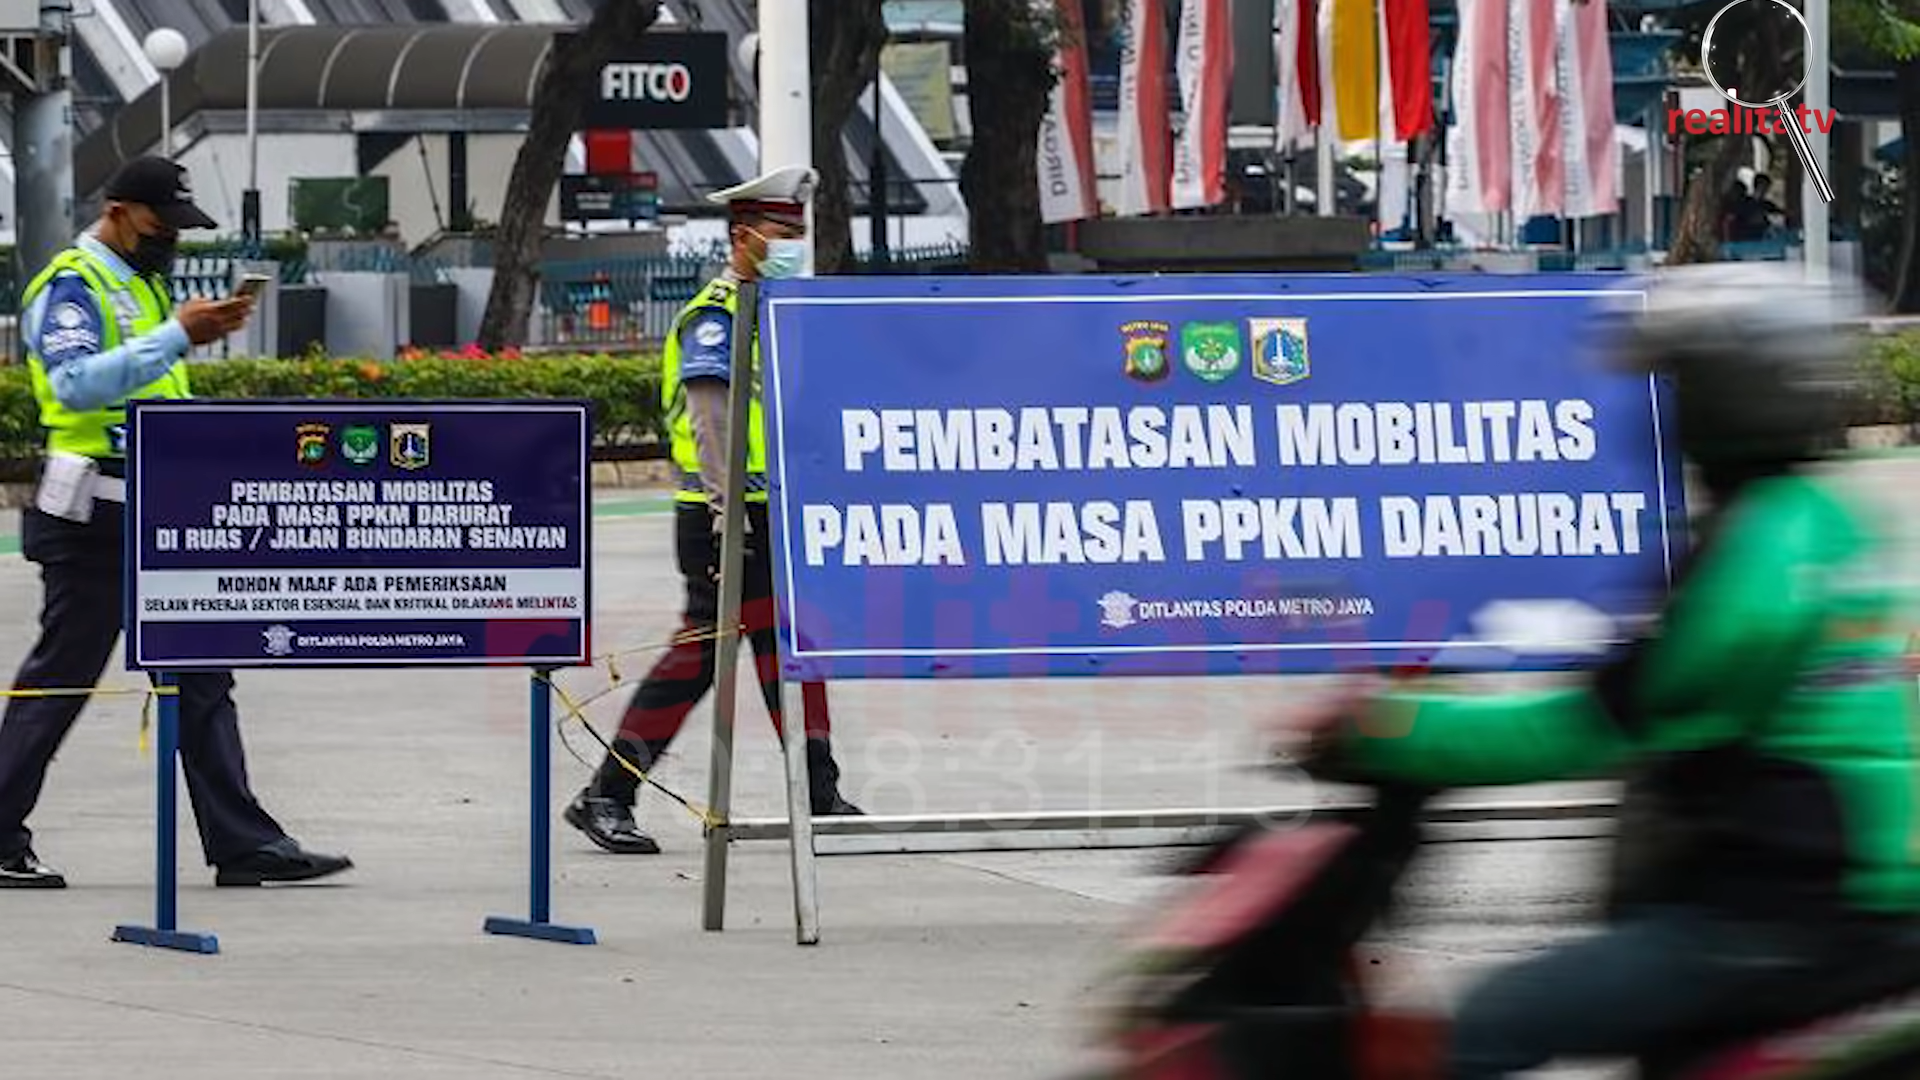 FITCO
realita tv
PEMBATASAN MOBILITAS
PADA MASA PPKM DARURAT
DI RUAS / JALAN BUNDARAN SENAYAN
MOHON MAAF ADA PEMERIKSAAN
SELAIN PEKERJA SEKTOR ESENSIAL DAN KRITIKAL DILARANG MELINTAS
DITLANTAS POLDA METRO JAYA
PEMBATASAN MOBILITAS
PADA MASA PPKM DARURAT
DITLANTAS POLDA METRO JAYA
realita tv